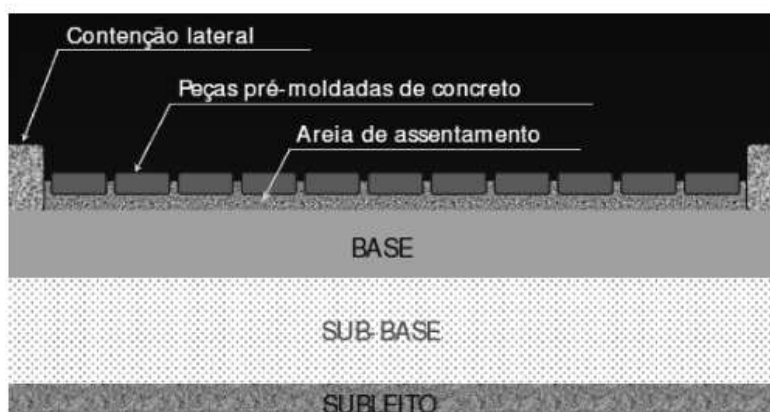 Contenção lateral
Peças pré-moldadas de concreto
Areia de assentamento
BASE
SUB-BASE
SUBLEITO